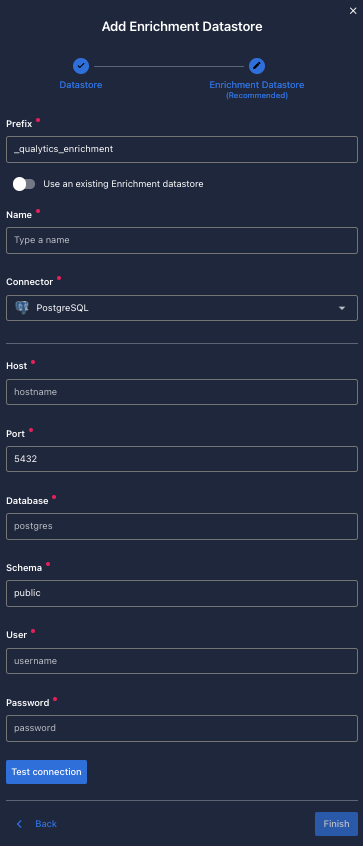 Add Enrichment Datastore
Datastore
Enrichment Datastore
(Recommended)
Prefix
_qualytics_enrichment
Use an existing Enrichment datastore
Name
Type a name
Connector
PostgreSQL
Host
hostname
Port
5432
Database
postgres
Schema
public
User
username
Password
password
Test connection
Back
Finish